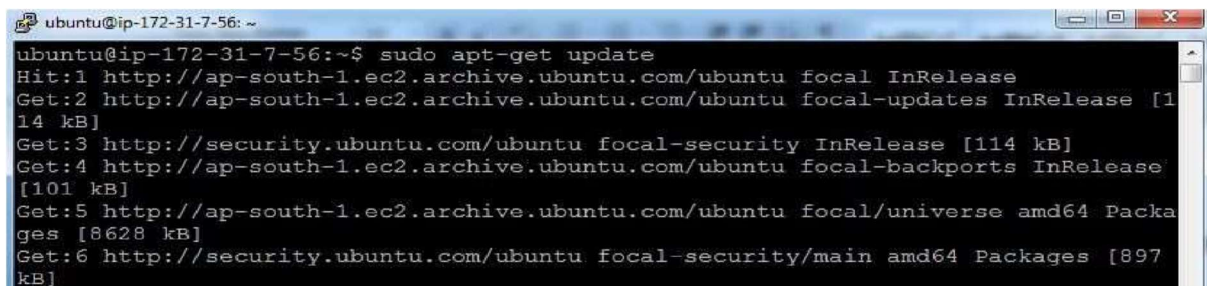 ubuntu@ip-172-31-7-56: ~
ubuntu@ip-172-31-7-56:~$ sudo apt-get update
Hit:1 http://ap-south-1.ec2.archive.ubuntu.com/ubuntu focal InRelease
Get:2 http://ap-south-1.ec2.archive.ubuntu.com/ubuntu focal-updates InRelease [1
14 kB]
Get:3 http://security.ubuntu.com/ubuntu focal-security InRelease [114 kB]
Get:4 http://ap-south-1.ec2.archive.ubuntu.com/ubuntu focal-backports InRelease
[101 kB]
Get:5 http://ap-south-1.ec2.archive.ubuntu.com/ubuntu focal/universe amd64 Packa
ges [8628 kB]
Get:6 http://security.ubuntu.com/ubuntu focal-security/main amd64 Packages [897
kB]